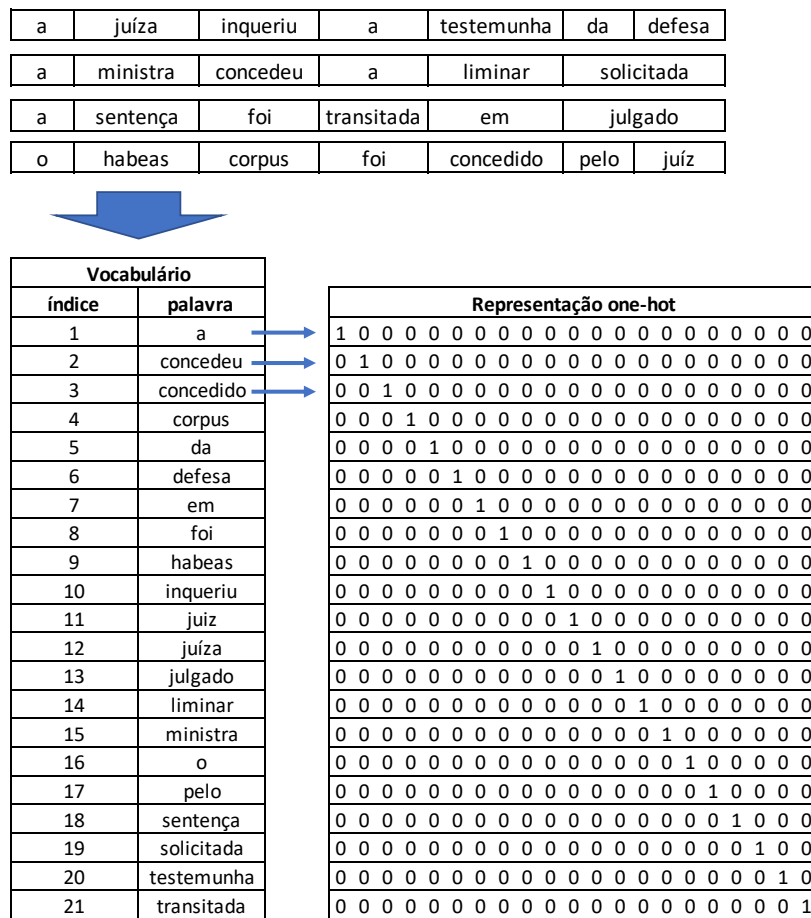 a juíza inqueriu a testemunha da defesa
a ministra concedeu a liminar solicitada
a sentença foi transitada em julgado
o habeas corpus foi concedido pelo juíz
Vocabulário
índice palavra Representação one-hot
1 a 1 0 0 0 0 0 0 0 0 0 0 0 0 0 0 0 0 0 0 0 0
2 concedeu 0 1 0 0 0 0 0 0 0 0 0 0 0 0 0 0 0 0 0 0 0
3 concedido 0 0 1 0 0 0 0 0 0 0 0 0 0 0 0 0 0 0 0 0 0
4 corpus 0 0 0 1 0 0 0 0 0 0 0 0 0 0 0 0 0 0 0 0 0
5 da 0 0 0 0 1 0 0 0 0 0 0 0 0 0 0 0 0 0 0 0 0
6 defesa 0 0 0 0 0 1 0 0 0 0 0 0 0 0 0 0 0 0 0 0 0
7 em 0 0 0 0 0 0 1 0 0 0 0 0 0 0 0 0 0 0 0 0 0
8 foi 0 0 0 0 0 0 0 1 0 0 0 0 0 0 0 0 0 0 0 0 0
9 habeas 0 0 0 0 0 0 0 0 1 0 0 0 0 0 0 0 0 0 0 0 0
10 inqueriu 0 0 0 0 0 0 0 0 0 1 0 0 0 0 0 0 0 0 0 0 0
11 juiz 0 0 0 0 0 0 0 0 0 0 1 0 0 0 0 0 0 0 0 0 0
12 juíza 0 0 0 0 0 0 0 0 0 0 0 1 0 0 0 0 0 0 0 0 0
13 julgado 0 0 0 0 0 0 0 0 0 0 0 0 1 0 0 0 0 0 0 0 0
14 liminar 0 0 0 0 0 0 0 0 0 0 0 0 0 1 0 0 0 0 0 0 0
15 ministra 0 0 0 0 0 0 0 0 0 0 0 0 0 0 1 0 0 0 0 0 0
16 o 0 0 0 0 0 0 0 0 0 0 0 0 0 0 0 1 0 0 0 0 0
17 pelo 0 0 0 0 0 0 0 0 0 0 0 0 0 0 0 0 1 0 0 0 0
18 sentença 0 0 0 0 0 0 0 0 0 0 0 0 0 0 0 0 0 1 0 0 0
19 solicitada 0 0 0 0 0 0 0 0 0 0 0 0 0 0 0 0 0 0 1 0 0
20 testemunha 0 0 0 0 0 0 0 0 0 0 0 0 0 0 0 0 0 0 0 1 0
21 transitada 0 0 0 0 0 0 0 0 0 0 0 0 0 0 0 0 0 0 0 0 1